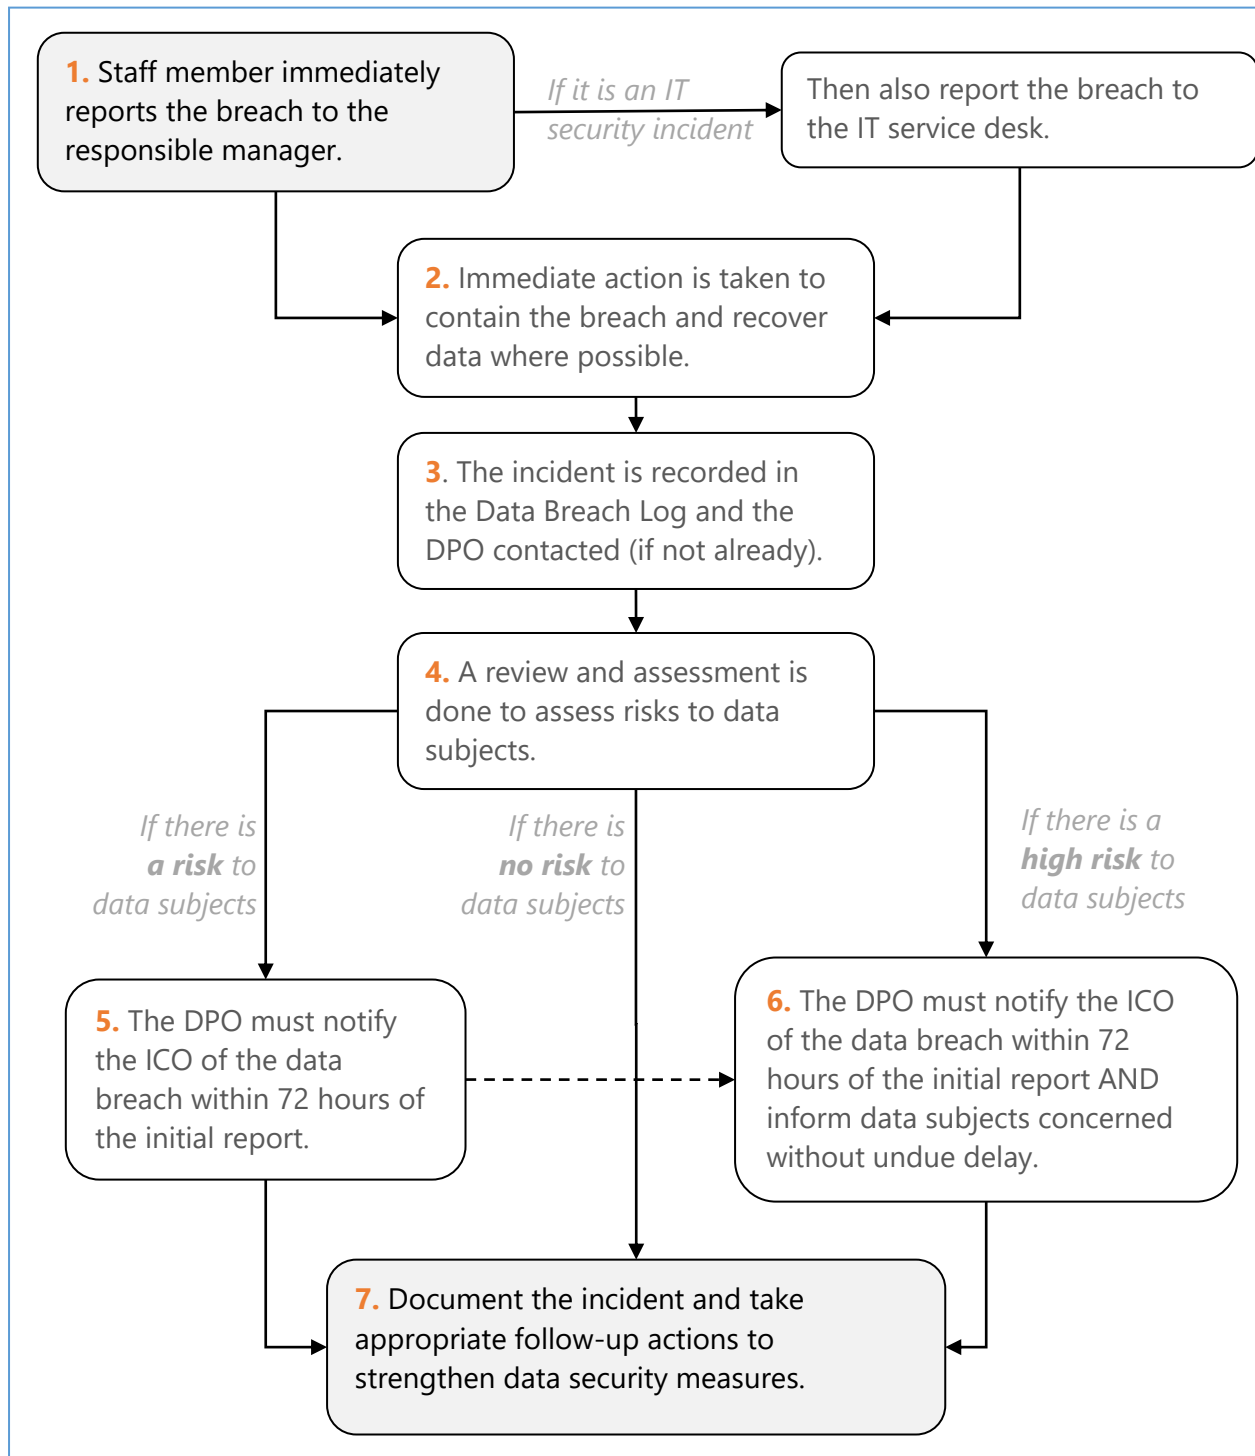 1. Staff member immediately
reports the breach to the
responsible manager.
If it is an IT
security incident
Then also report the breach to
the IT service desk.
2. Immediate action is taken to
contain the breach and recover
data where possible.
3. The incident is recorded in
the Data Breach Log and the
DPO contacted (if not already).
4. A review and assessment is
done to assess risks to data
subjects.
If there is
a risk to
data subjects
If there is
no risk to
data subjects
If there is a
high risk to
data subjects
5. The DPO must notify
the ICO of the data
breach within 72 hours of
the initial report.
6. The DPO must notify the ICO
of the data breach within 72
hours of the initial report AND
inform data subjects concerned
without undue delay.
7. Document the incident and take
appropriate follow-up actions to
strengthen data security measures.